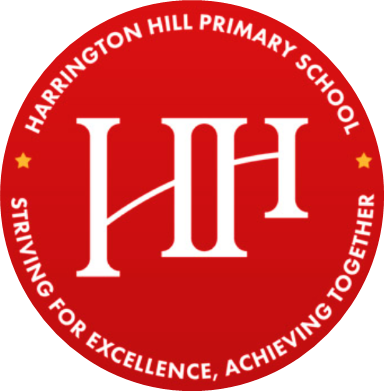 HARRINGTON HILL PRIMARY SCHOOL
HH
STRIVING FOR EXCELLENCE, ACHIEVING TOGETHER